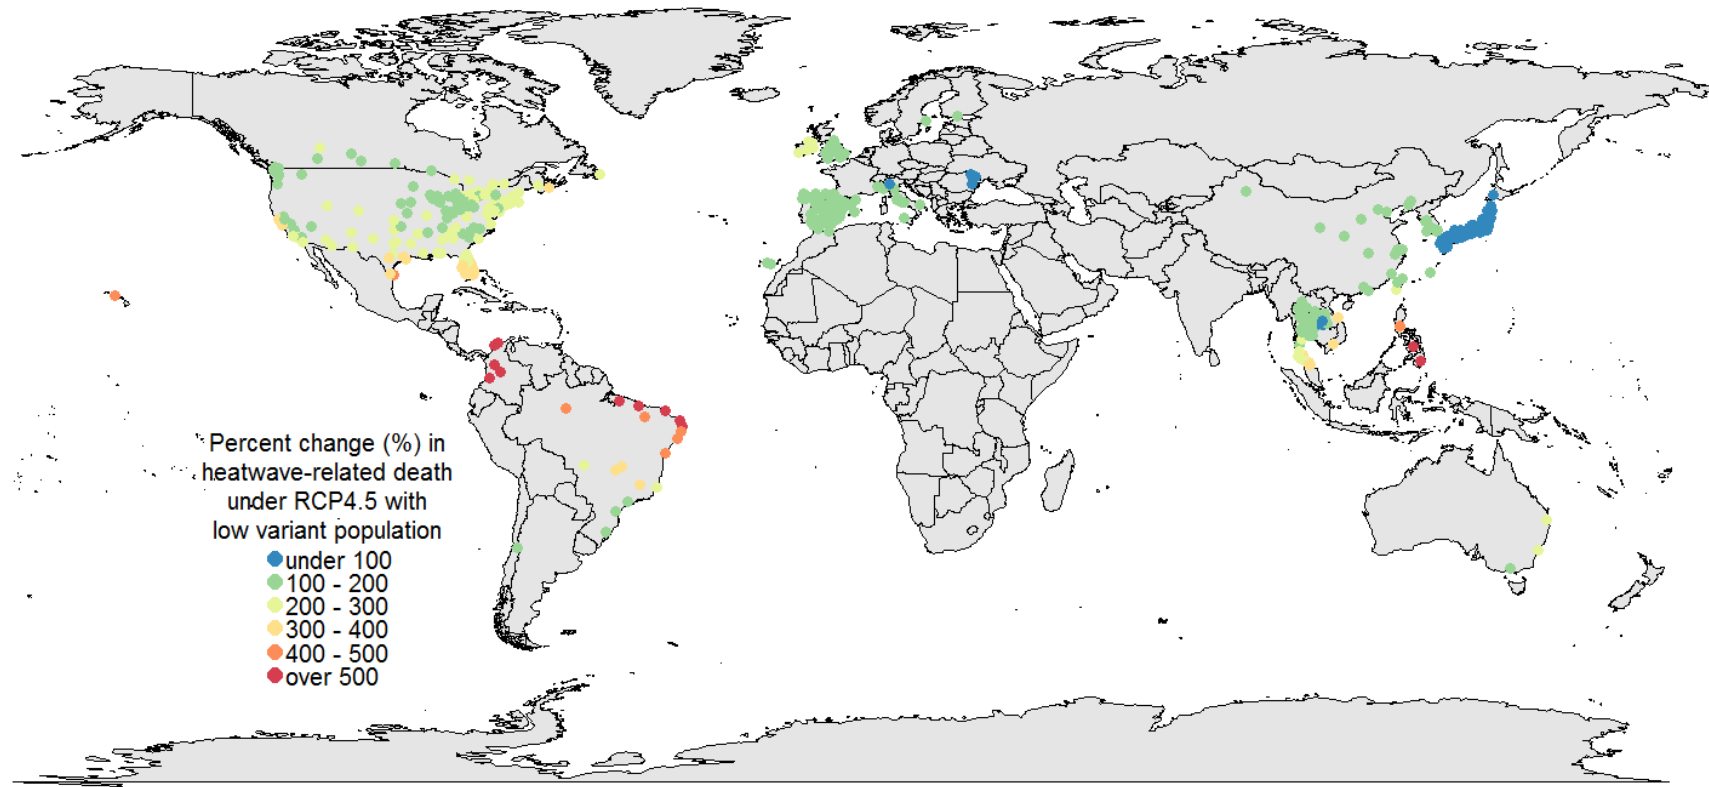 Percent change (%) in
heatwave-related death
under RCP4.5 with
low variant population
under 100
100 - 200
200 - 300
300 - 400
400 - 500
over 500